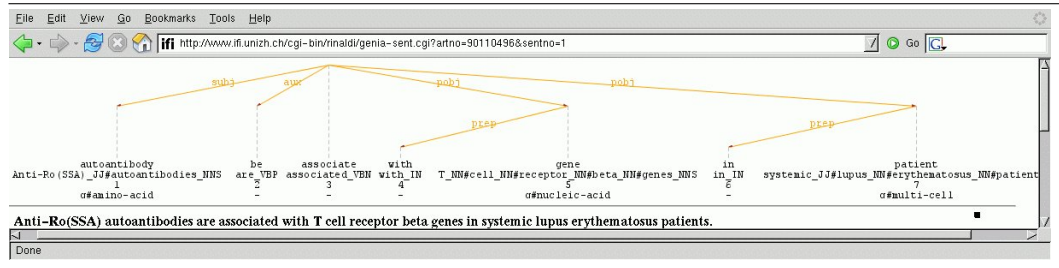 File Edit View Go Bookmarks Tools Help
ifi http://www.ifi.unizh.ch/cgi-bin/rinaldi/genia-sent.cgi?artno=90110496&sentno=1 Go G
subj aux pobj pobj
prep prep
autoantibody be associate with gene in patient
Anti-Ro(SSA)_JJ#autoantibodies_NNS are_VBP associated_VBN with_IN T_NN#cell_NN#receptor_NN#beta_NN#genes_NNS in_IN systemic_JJ#lupus_NN#erythematosus_NN#patient
1 2 3 4 5 6 7
α#amino-acid - - - α#nucleic-acid - α#multi-cell
Anti-Ro(SSA) autoantibodies are associated with T cell receptor beta genes in systemic lupus erythematosus patients.
Done